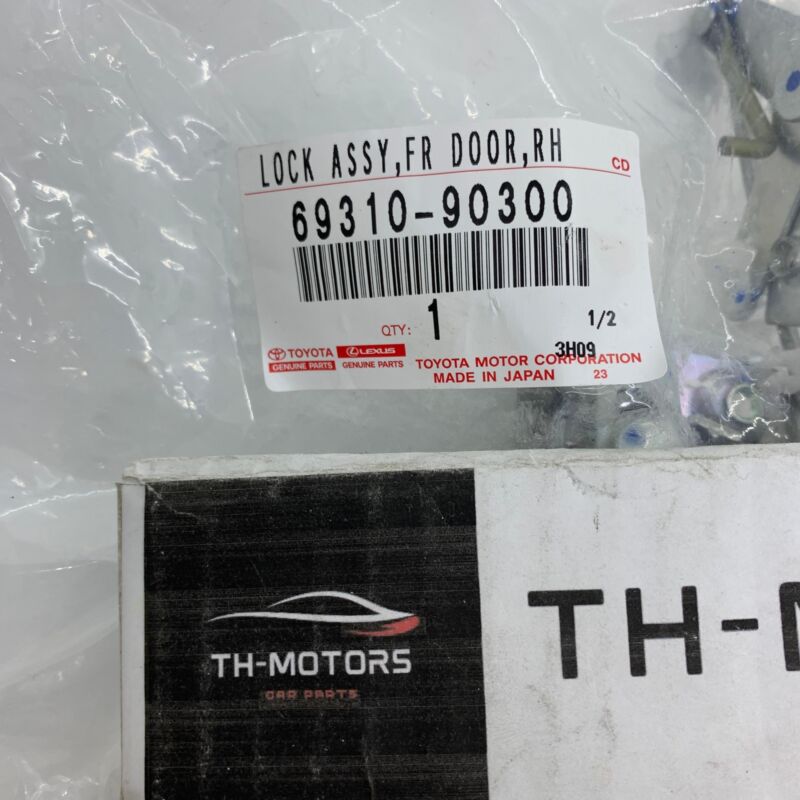 LOCK ASSY,FR DOOR,RH
CD
69310-90300
QTY: 1
1/2
3H09
TOYOTA LEXUS
GENUINE PARTS GENUINE PARTS
TOYOTA MOTOR CORPORATION
MADE IN JAPAN 23
TH-MOTORS
CAR PARTS
TH-M